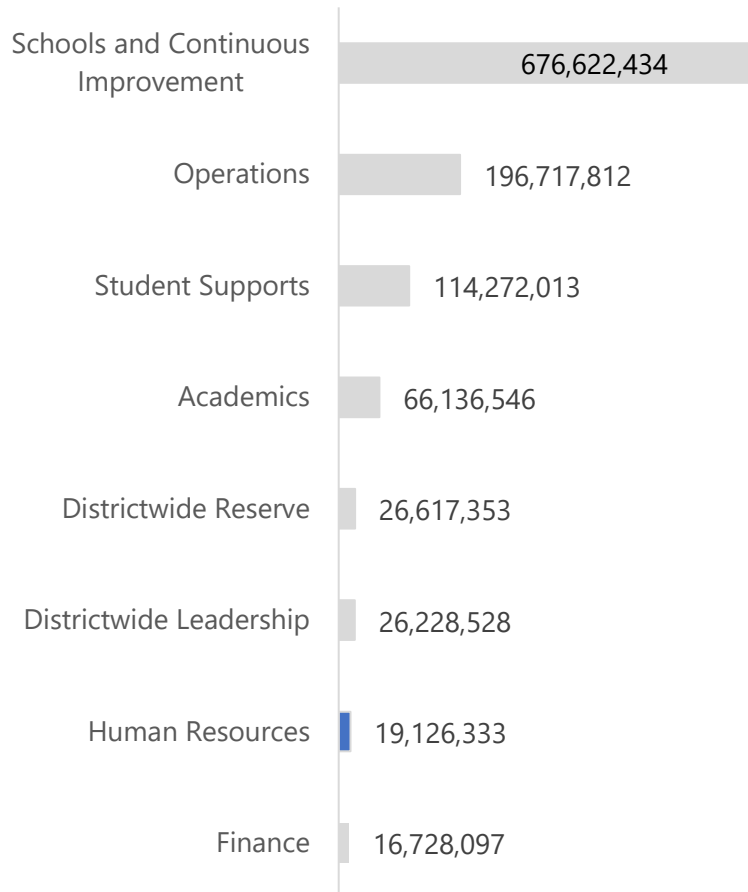 Schools and Continuous
Improvement
676,622,434
Operations
196,717,812
Student Supports
114,272,013
Academics
66,136,546
Districtwide Reserve
26,617,353
Districtwide Leadership
26,228,528
Human Resources
19,126,333
Finance
16,728,097